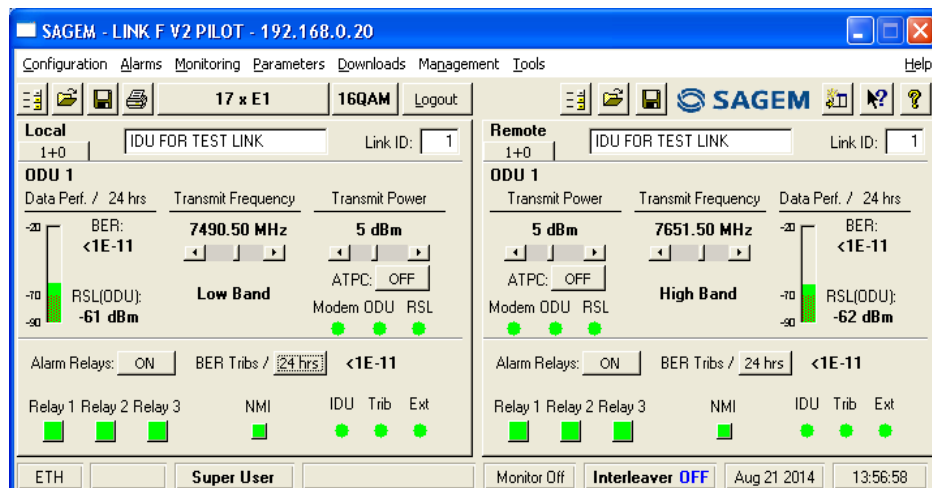 SAGEM - LINK F V2 PILOT - 192.168.0.20
Configuration Alarms Monitoring Parameters Downloads Management Tools Help
17 x E1 16QAM Logout SAGEM
Local
1+0 IDU FOR TEST LINK Link ID: 1
ODU 1
Data Perf. / 24 hrs Transmit Frequency Transmit Power
-20 BER: 7490.50 MHz 5 dBm
<1E-11
ATPC: OFF
-70 RSL(ODU): Low Band Modem ODU RSL
-90 -61 dBm
Alarm Relays: ON BER Tribs / 24 hrs <1E-11
Relay 1 Relay 2 Relay 3 NMI IDU Trib Ext
Remote
1+0 IDU FOR TEST LINK Link ID: 1
ODU 1
Transmit Power Transmit Frequency Data Perf. / 24 hrs
5 dBm 7651.50 MHz -20 BER:
<1E-11
ATPC: OFF
Modem ODU RSL High Band -70 RSL(ODU):
-90 -62 dBm
Alarm Relays: ON BER Tribs / 24 hrs <1E-11
Relay 1 Relay 2 Relay 3 NMI IDU Trib Ext
ETH Super User Monitor Off Interleaver OFF Aug 21 2014 13:56:58